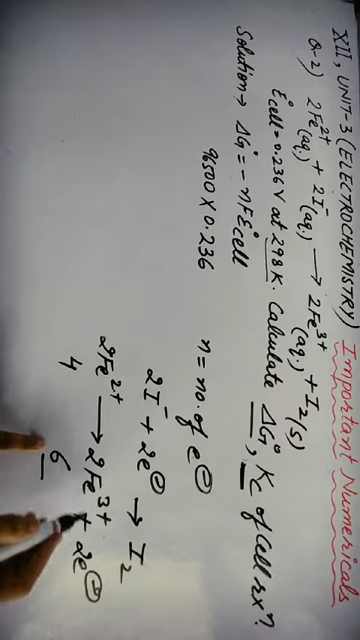 XII, UNIT-3 (ELECTROCHEMISTRY) Important Numericals
Q-2) 2Fe²⁺(aq.) + 2I⁻(aq.) ⟶ 2Fe³⁺(aq.) + I₂(s)
E°cell = 0.236 V at 298 K. Calculate ΔG°, Kc of cell rxⁿ?
Solution → ΔG° = -nFE°cell
96500 X 0.236
n = no. of e⊖
2I⁻ + 2e⊖ → I₂
2Fe²⁺ ⟶ 2Fe³⁺ + 2e⊖
4 6